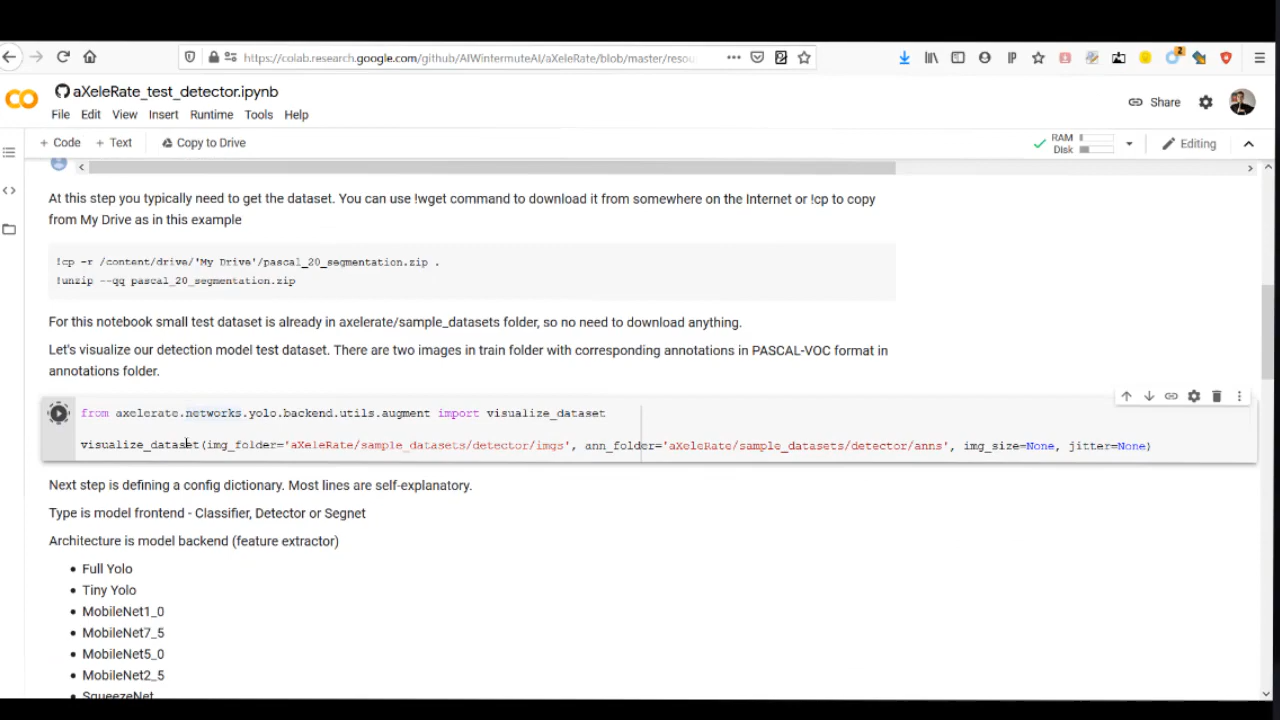 https://colab.research.google.com/github/AIWintermuteAI/aXeleRate/blob/master/resou
2
aXeleRate_test_detector.ipynb
Share
File Edit View Insert Runtime Tools Help
+ Code + Text Copy to Drive
RAM
Disk
Editing
At this step you typically need to get the dataset. You can use !wget command to download it from somewhere on the Internet or !cp to copy
from My Drive as in this example
!cp -r /content/drive/'My Drive'/pascal_20_segmentation.zip .
!unzip --qq pascal_20_segmentation.zip
For this notebook small test dataset is already in axelerate/sample_datasets folder, so no need to download anything.
Let's visualize our detection model test dataset. There are two images in train folder with corresponding annotations in PASCAL-VOC format in
annotations folder.
from axelerate.networks.yolo.backend.utils.augment import visualize_dataset
visualize_dataset(img_folder='aXeleRate/sample_datasets/detector/imgs', ann_folder='aXeleRate/sample_datasets/detector/anns', img_size=None, jitter=None)
Next step is defining a config dictionary. Most lines are self-explanatory.
Type is model frontend - Classifier, Detector or Segnet
Architecture is model backend (feature extractor)
• Full Yolo
• Tiny Yolo
• MobileNet1_0
• MobileNet7_5
• MobileNet5_0
• MobileNet2_5
• SqueezeNet